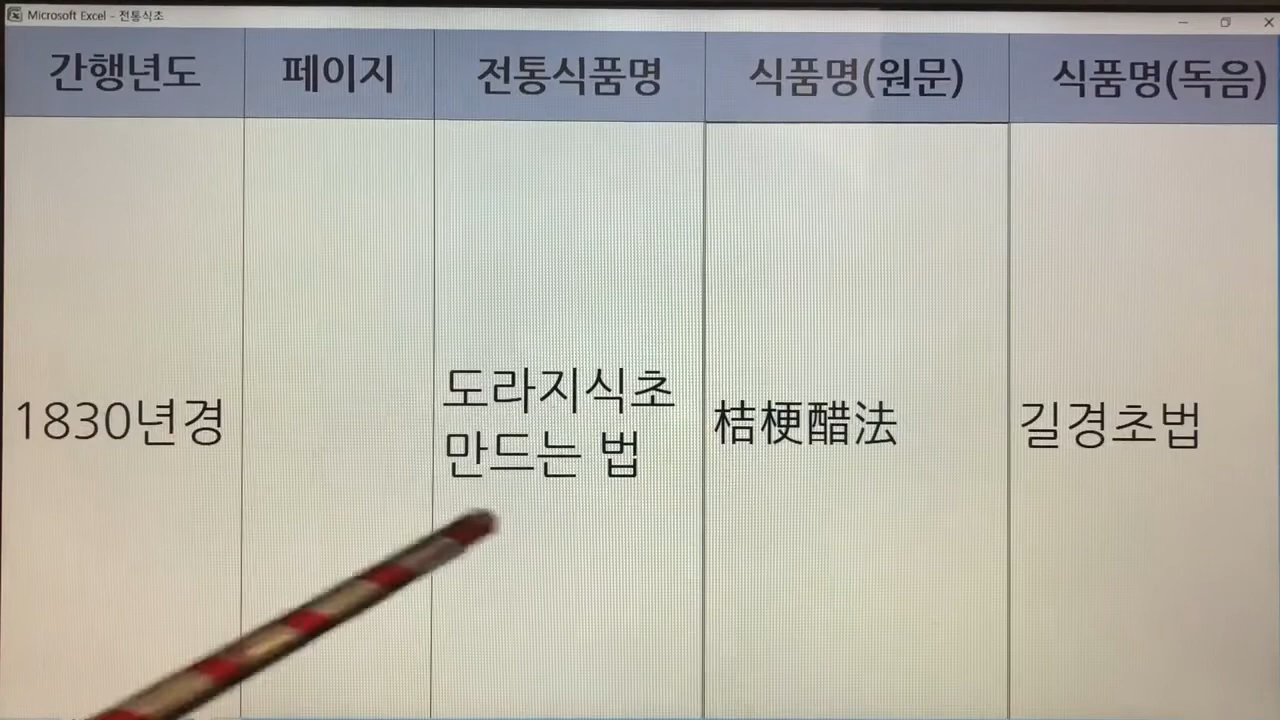 Microsoft Excel - 전통식초
간행년도 페이지 전통식품명 식품명(원문) 식품명(독음)
1830년경 도라지식초 만드는 법 桔梗醋法 길경초법